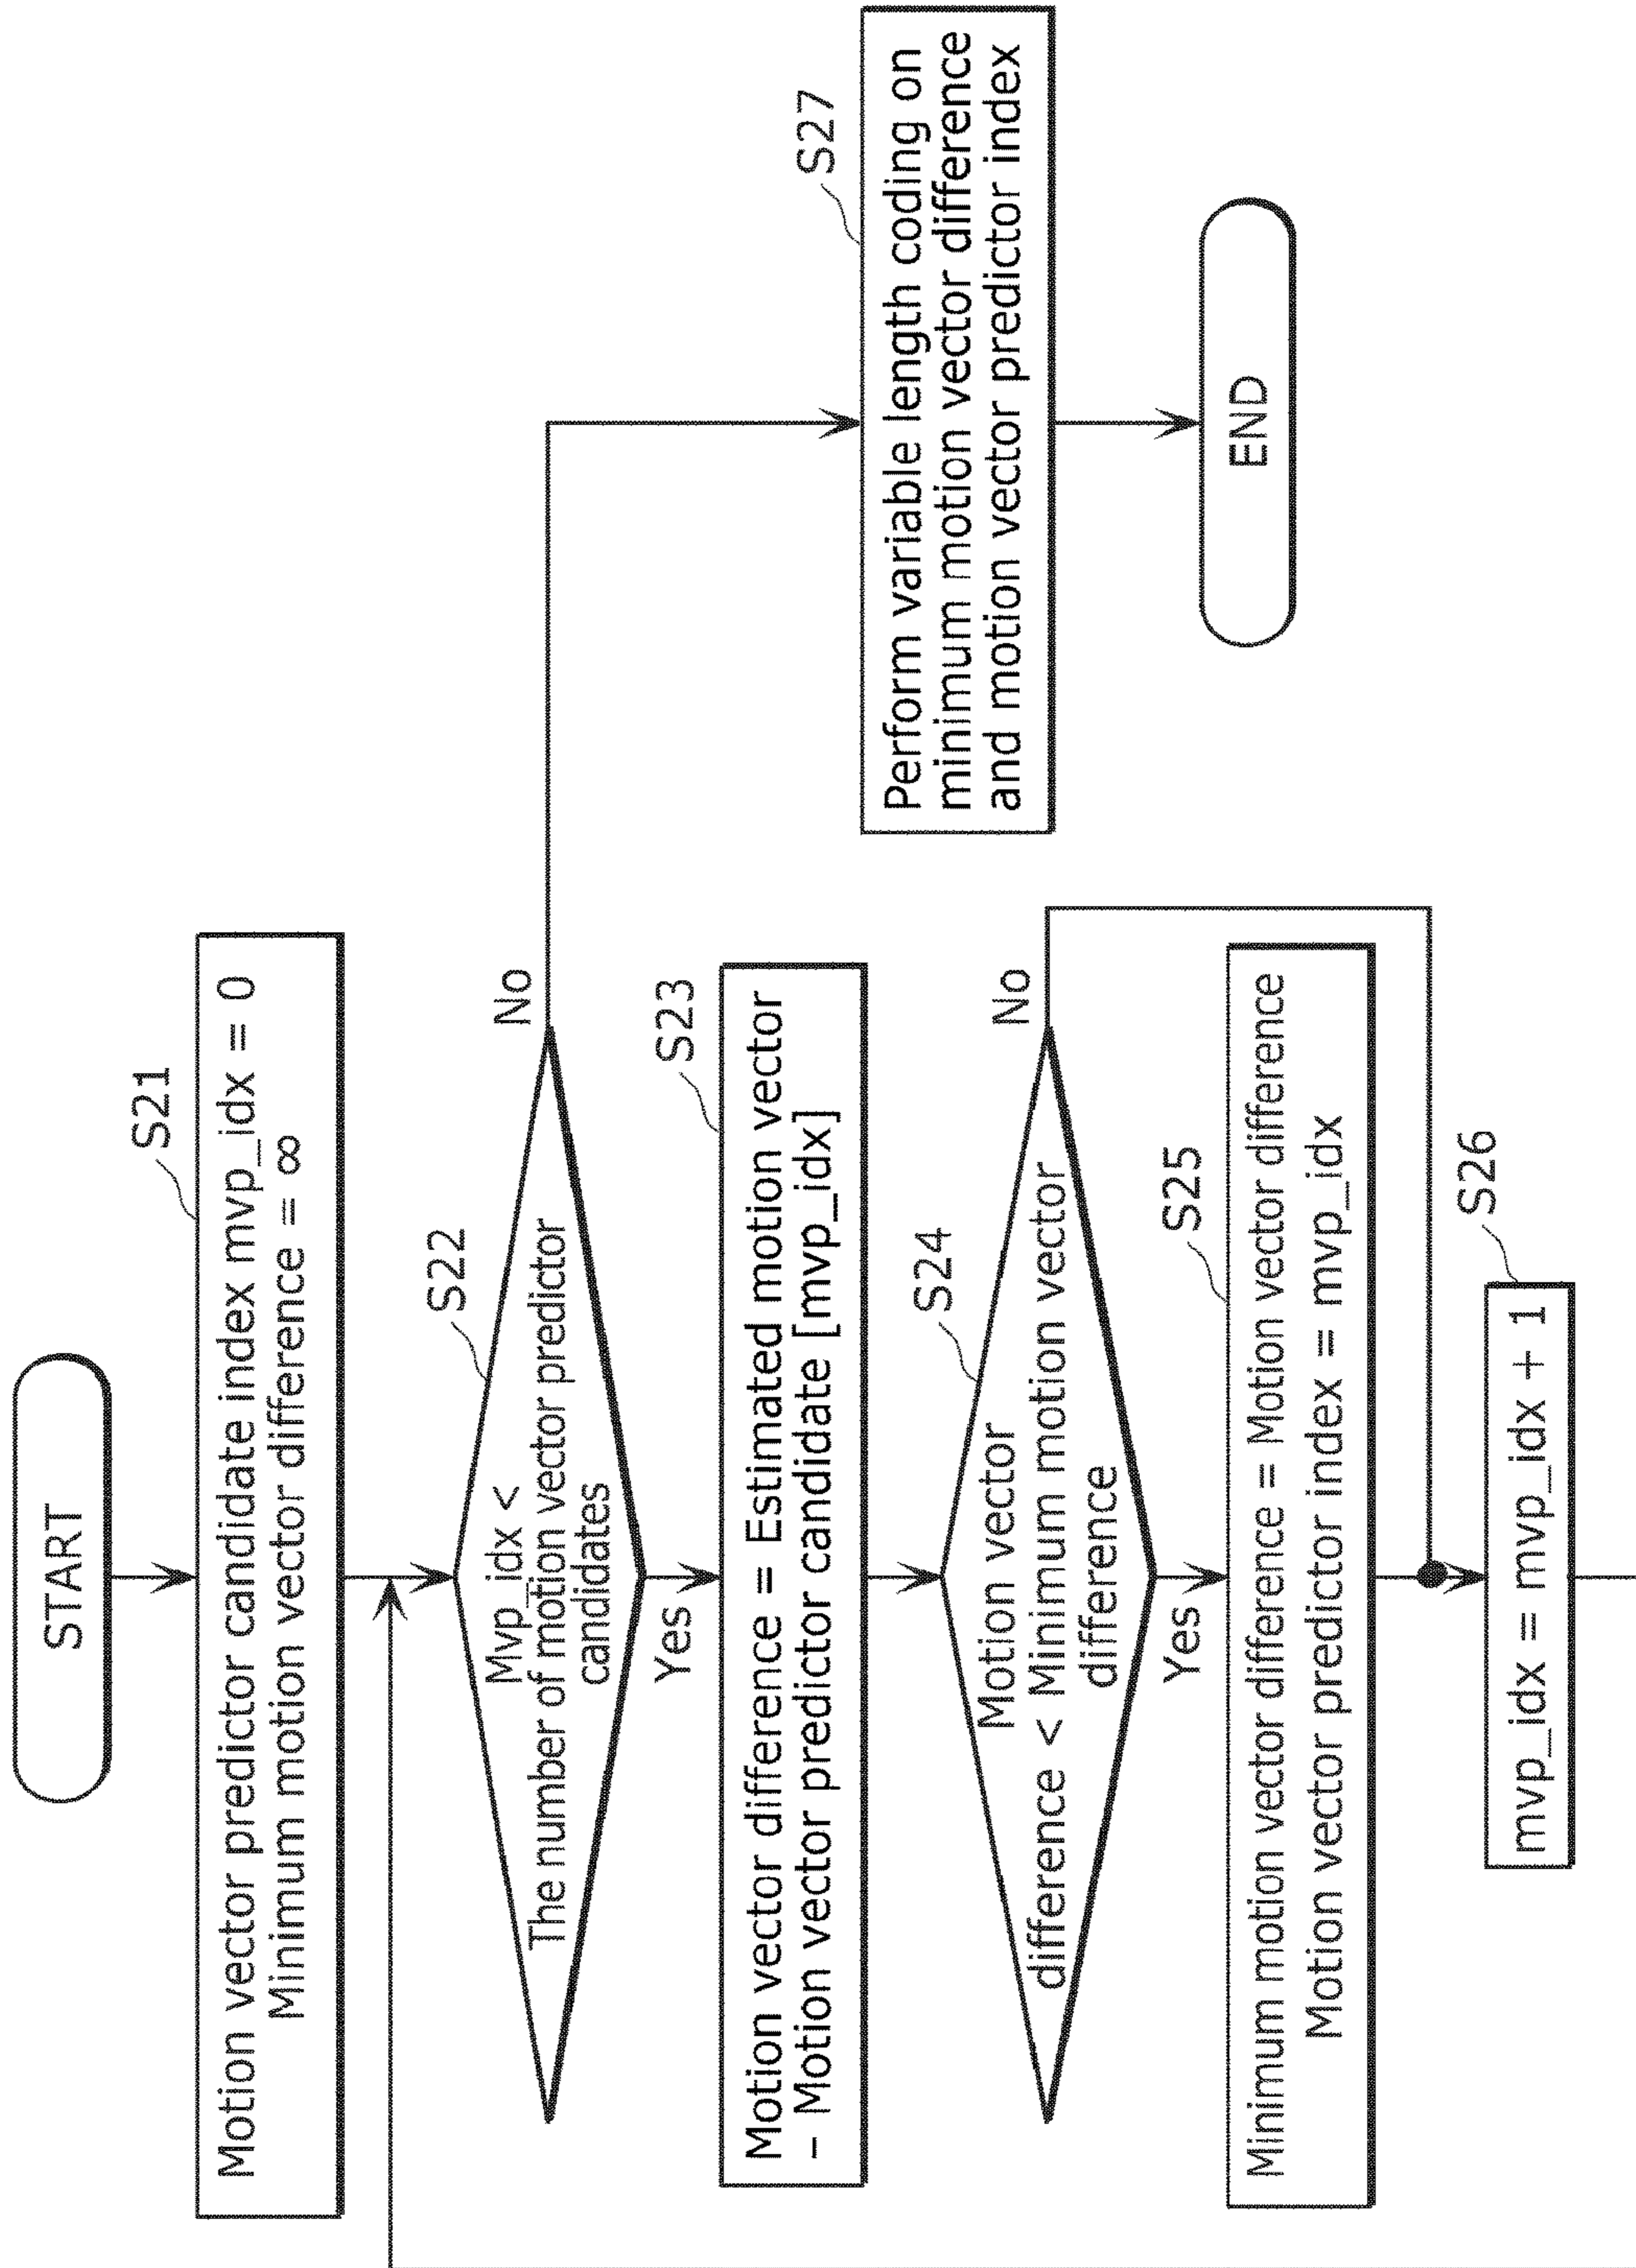 START
S21
Motion vector predictor candidate index mvp_idx = 0
Minimum motion vector difference = ∞
S22
Mvp_idx <
The number of motion vector predictor
candidates
No
Yes
S23
Motion vector difference = Estimated motion vector
– Motion vector predictor candidate [mvp_idx]
S24
Motion vector
difference < Minimum motion vector
difference
No
Yes
S25
Minimum motion vector difference = Motion vector difference
Motion vector predictor index = mvp_idx
S26
mvp_idx = mvp_idx + 1
S27
Perform variable length coding on
minimum motion vector difference
and motion vector predictor index
END